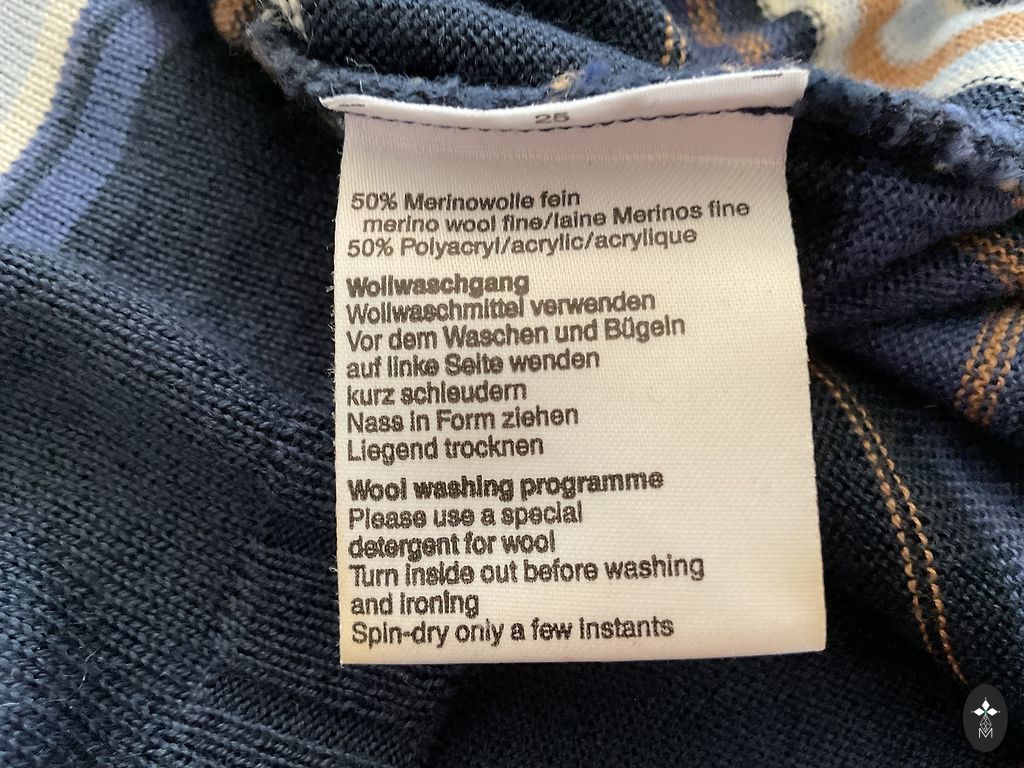 25
50% Merinowolle fein
merino wool fine/laine Merinos fine
50% Polyacryl/acrylic/acrylique
Wollwaschgang
Wollwaschmittel verwenden
Vor dem Waschen und Bügeln
auf linke Seite wenden
kurz schleudern
Nass in Form ziehen
Liegend trocknen
Wool washing programme
Please use a special
detergent for wool
Turn inside out before washing
and ironing
Spin-dry only a few instants
M